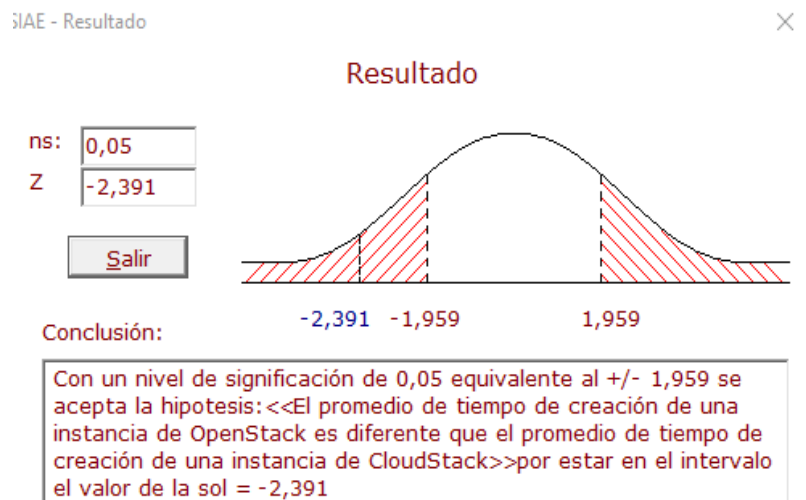 SIAE - Resultado
Resultado
ns: 0,05
Z -2,391
Salir
-2,391 -1,959 1,959
Conclusión:
Con un nivel de significación de 0,05 equivalente al +/- 1,959 se
acepta la hipotesis:<<El promedio de tiempo de creación de una
instancia de OpenStack es diferente que el promedio de tiempo de
creación de una instancia de CloudStack>>por estar en el intervalo
el valor de la sol = -2,391